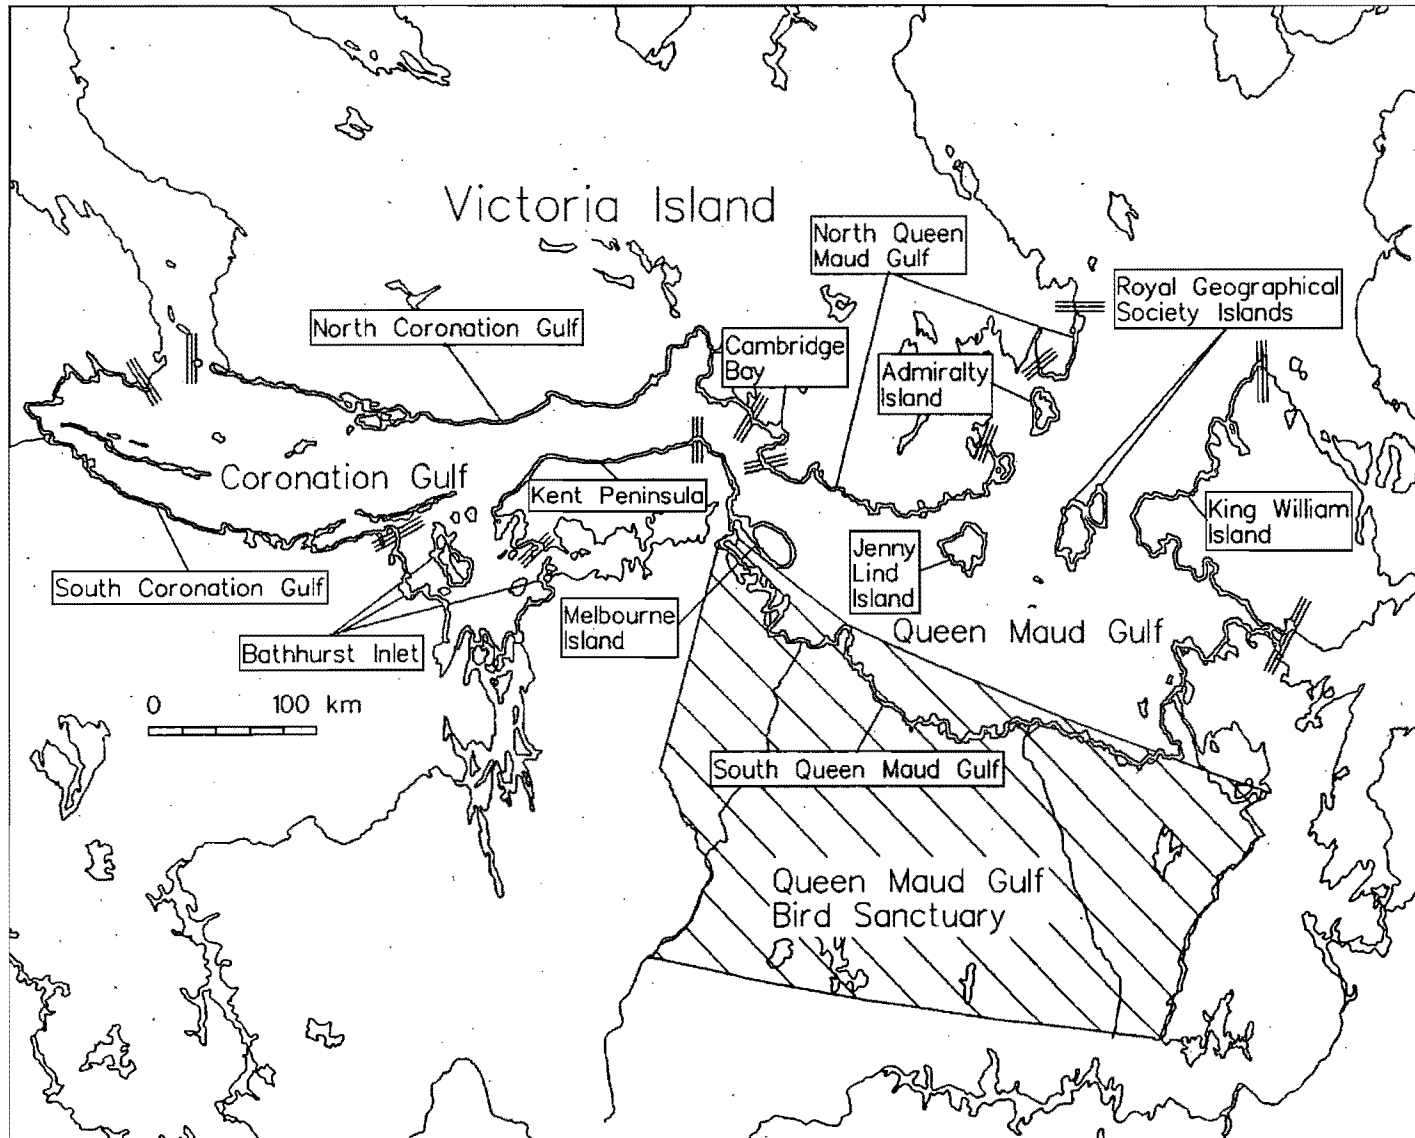 Victoria Island
North Queen
Maud Gulf
Royal Geographical
Society Islands
North Coronation Gulf
Cambridge
Bay
Admiralty
Island
Coronation Gulf
Kent Peninsula
King William
Island
Jenny
Lind
Island
South Coronation Gulf
Melbourne
Island
Queen Maud Gulf
Bathhurst Inlet
0 100 km
South Queen Maud Gulf
Queen Maud Gulf
Bird Sanctuary